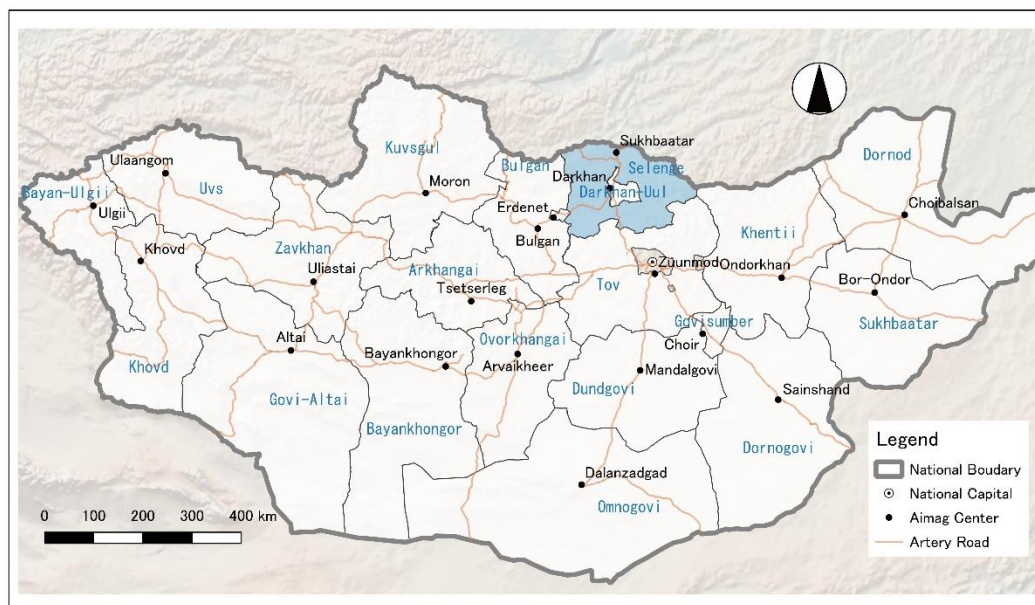 Sukhbaatar
Dornod
Kuvsgul
Bulgan
Selenge
Ulaangom
Darkhan
Bayan-Ulgii
Uvs
Moron
Darkhan-Uul
Ulgii
Erdenet
Choibalsan
Bulgan
Khentii
Khovd
Zavkhan
Arkhangai
Zuunmod
Ondorkhan
Uliastai
Tov
Bor-Ondor
Tsetserleg
Govisumber
Sukhbaatar
Altai
Ovorkhangai
Choir
Khovd
Bayankhongor
Arvaikheer
Mandalgovi
Dundgovi
Sainshand
Govi-Altai
Bayankhongor
Dornogovi
Legend
National Boudary
Dalanzadgad
National Capital
Omnogovi
0 100 200 300 400 km
Aimag Center
Artery Road